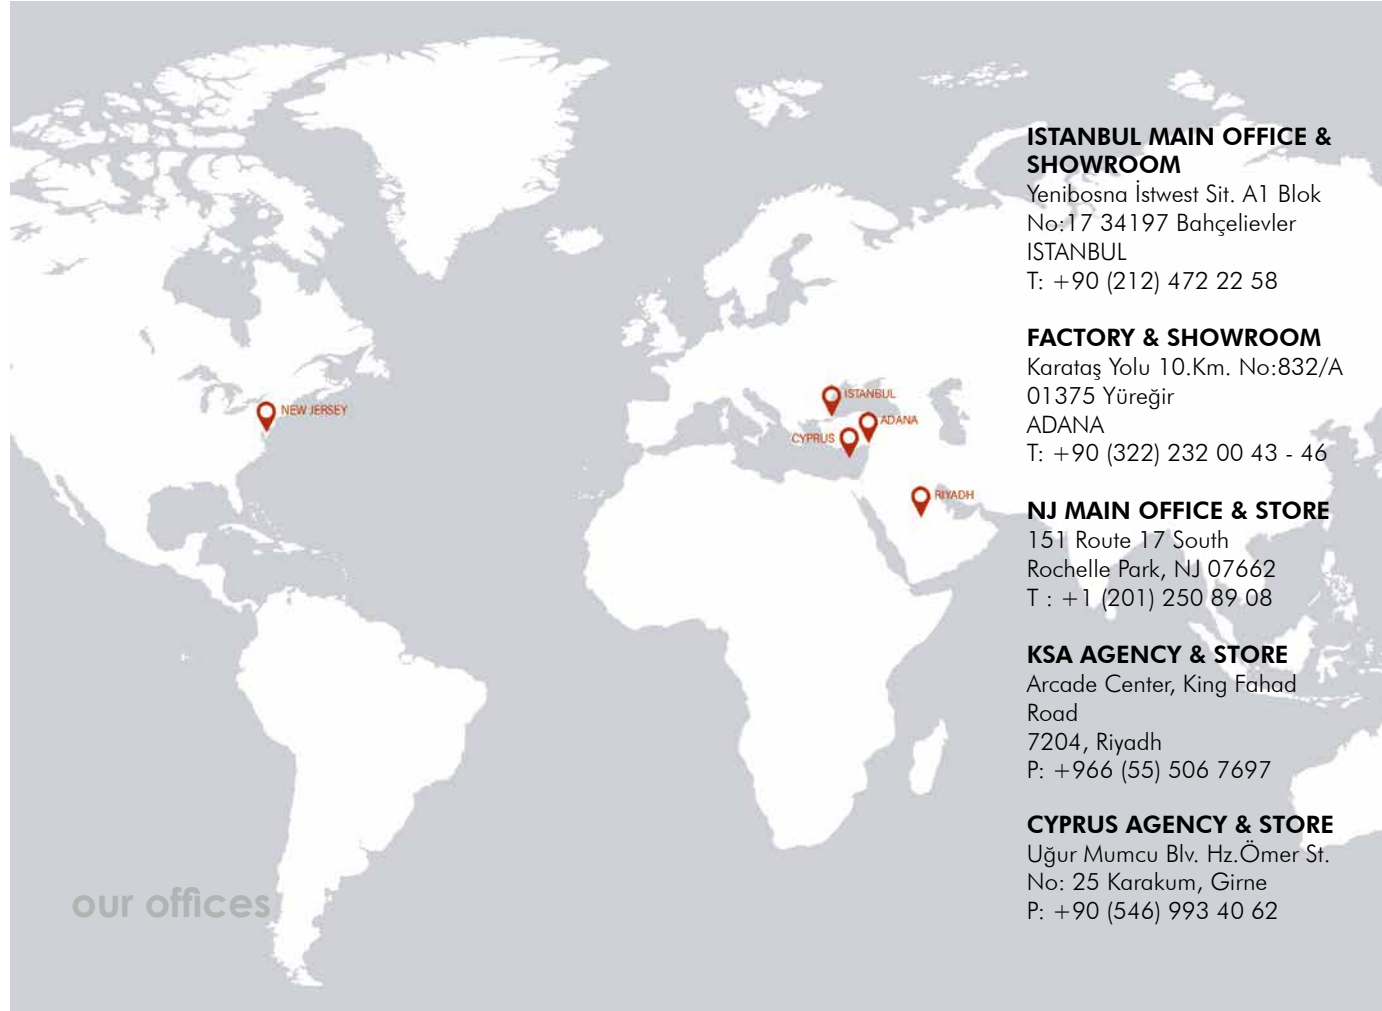 ISTANBUL MAIN OFFICE &
SHOWROOM
Yenibosna İstwest Sit. A1 Blok
No:17 34197 Bahçelievler
ISTANBUL
T: +90 (212) 472 22 58
FACTORY & SHOWROOM
Karataş Yolu 10.Km. No:832/A
01375 Yüreğir
ADANA
T: +90 (322) 232 00 43 - 46
NJ MAIN OFFICE & STORE
151 Route 17 South
Rochelle Park, NJ 07662
T : +1 (201) 250 89 08
KSA AGENCY & STORE
Arcade Center, King Fahad
Road
7204, Riyadh
P: +966 (55) 506 7697
CYPRUS AGENCY & STORE
Uğur Mumcu Blv. Hz.Ömer St.
No: 25 Karakum, Girne
P: +90 (546) 993 40 62
NEW JERSEY
ISTANBUL
ADANA
CYPRUS
RIYADH
our offices